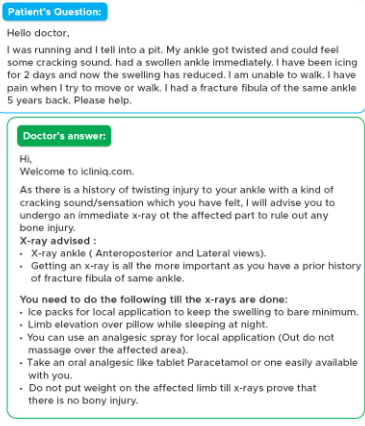 Patient's Question:
Hello doctor,
I was running and I tell into a pit. My ankle got twisted and could feel
some cracking sound. had a swollen ankle immediately. I have been icing
for 2 days and now the swelling has reduced. I am unable to walk. I have
pain when I try to move or walk. I had a fracture fibula of the same ankle
5 years back. Please help.
Doctor's answer:
Hi,
Welcome to icliniq.com.
As there is a history of twisting injury to your ankle with a kind of
cracking sound/sensation which you have felt, I will advise you to
undergo an immediate x-ray ot the affected part to rule out any
bone injury.
X-ray advised :
• X-ray ankle ( Anteroposterior and Lateral views).
• Getting an x-ray is all the more important as you have a prior history
of fracture fibula of same ankle.
You need to do the following till the x-rays are done:
• Ice packs for local application to keep the swelling to bare minimum.
• Limb elevation over pillow while sleeping at night.
• You can use an analgesic spray for local application (Out do not
massage over the affected area).
• Take an oral analgesic like tablet Paracetamol or one easily available
with you.
• Do not put weight on the affected limb till x-rays prove that
there is no bony injury.